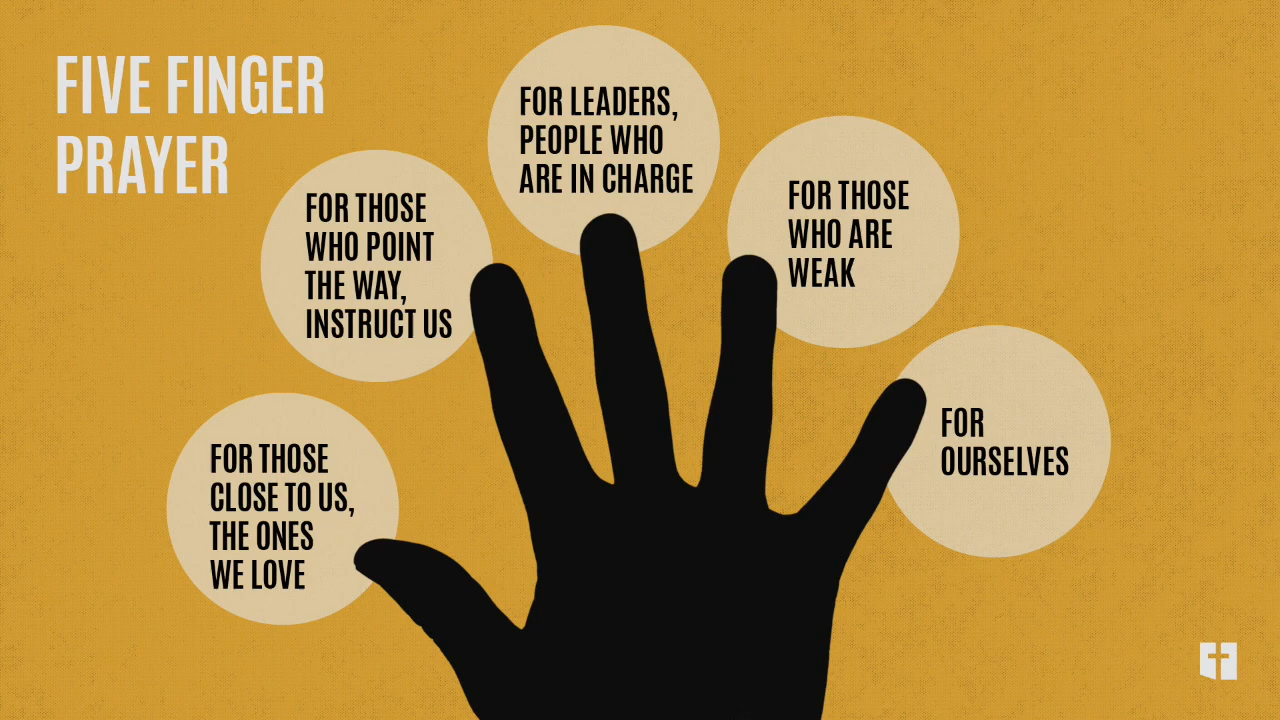 FIVE FINGER
PRAYER
FOR THOSE
CLOSE TO US,
THE ONES
WE LOVE
FOR THOSE
WHO POINT
THE WAY,
INSTRUCT US
FOR LEADERS,
PEOPLE WHO
ARE IN CHARGE
FOR THOSE
WHO ARE
WEAK
FOR
OURSELVES